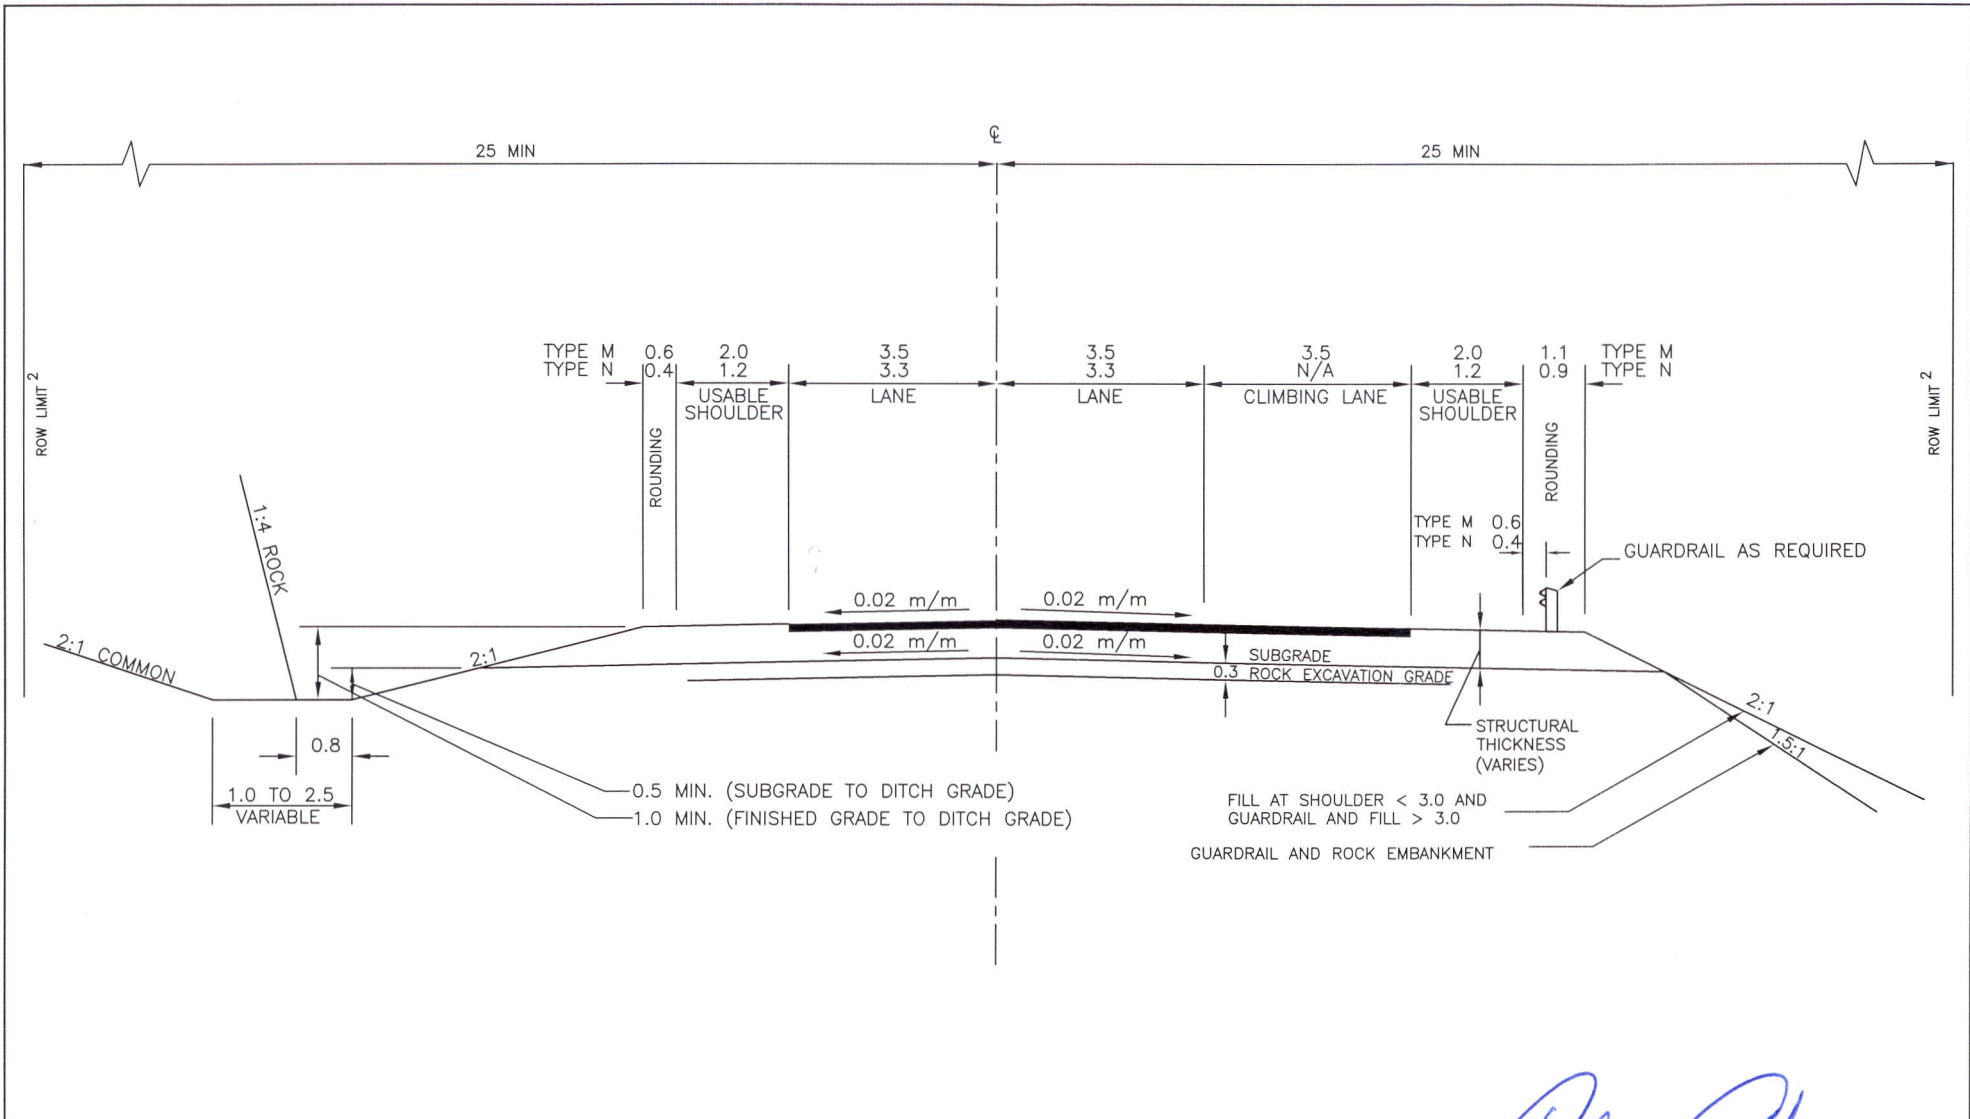 ℄
25 MIN 25 MIN
TYPE M 0.6 2.0 3.5 3.5 3.5 2.0 1.1 TYPE M
TYPE N 0.4 1.2 3.3 3.3 N/A 1.2 0.9 TYPE N
USABLE SHOULDER
LANE
LANE
CLIMBING LANE
USABLE SHOULDER
ROW LIMIT 2
ROW LIMIT 2
ROUNDING
ROUNDING
TYPE M 0.6
TYPE N 0.4
GUARDRAIL AS REQUIRED
1:4 ROCK
0.02 m/m 0.02 m/m
0.02 m/m 0.02 m/m
2:1 COMMON
2:1
SUBGRADE
0.3 ROCK EXCAVATION GRADE
2:1
1.5:1
STRUCTURAL
THICKNESS
(VARIES)
0.8
1.0 TO 2.5
VARIABLE
0.5 MIN. (SUBGRADE TO DITCH GRADE)
1.0 MIN. (FINISHED GRADE TO DITCH GRADE)
FILL AT SHOULDER < 3.0 AND
GUARDRAIL AND FILL > 3.0
GUARDRAIL AND ROCK EMBANKMENT